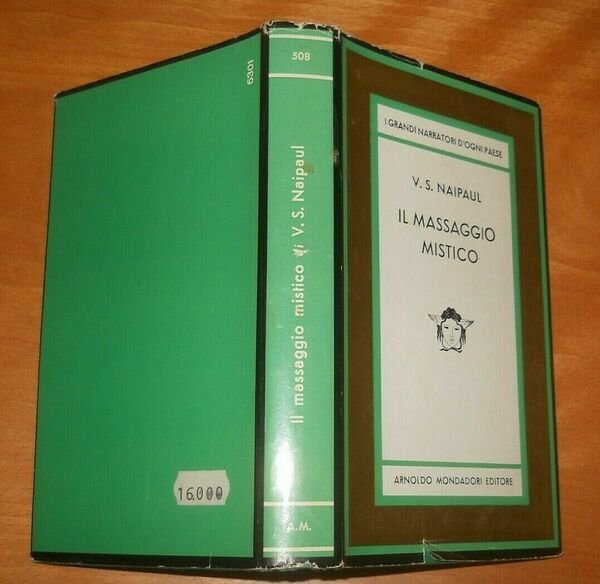 6301
16.000
508
Il massaggio mistico di V. S. Naipaul
A.M.
I GRANDI NARRATORI D'OGNI PAESE
V. S. NAIPAUL
IL MASSAGGIO
MISTICO
ARNOLDO MONDADORI EDITORE